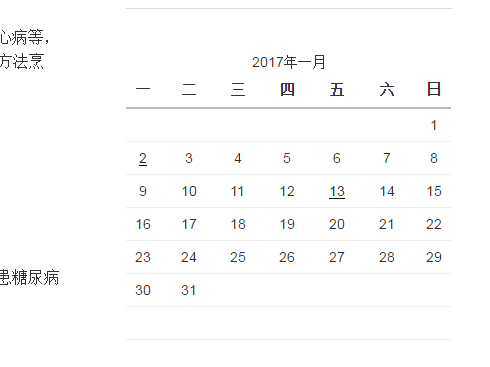 心病等，
方法烹
患糖尿病
2017年一月
一 二 三 四 五 六 日
1
2 3 4 5 6 7 8
9 10 11 12 13 14 15
16 17 18 19 20 21 22
23 24 25 26 27 28 29
30 31